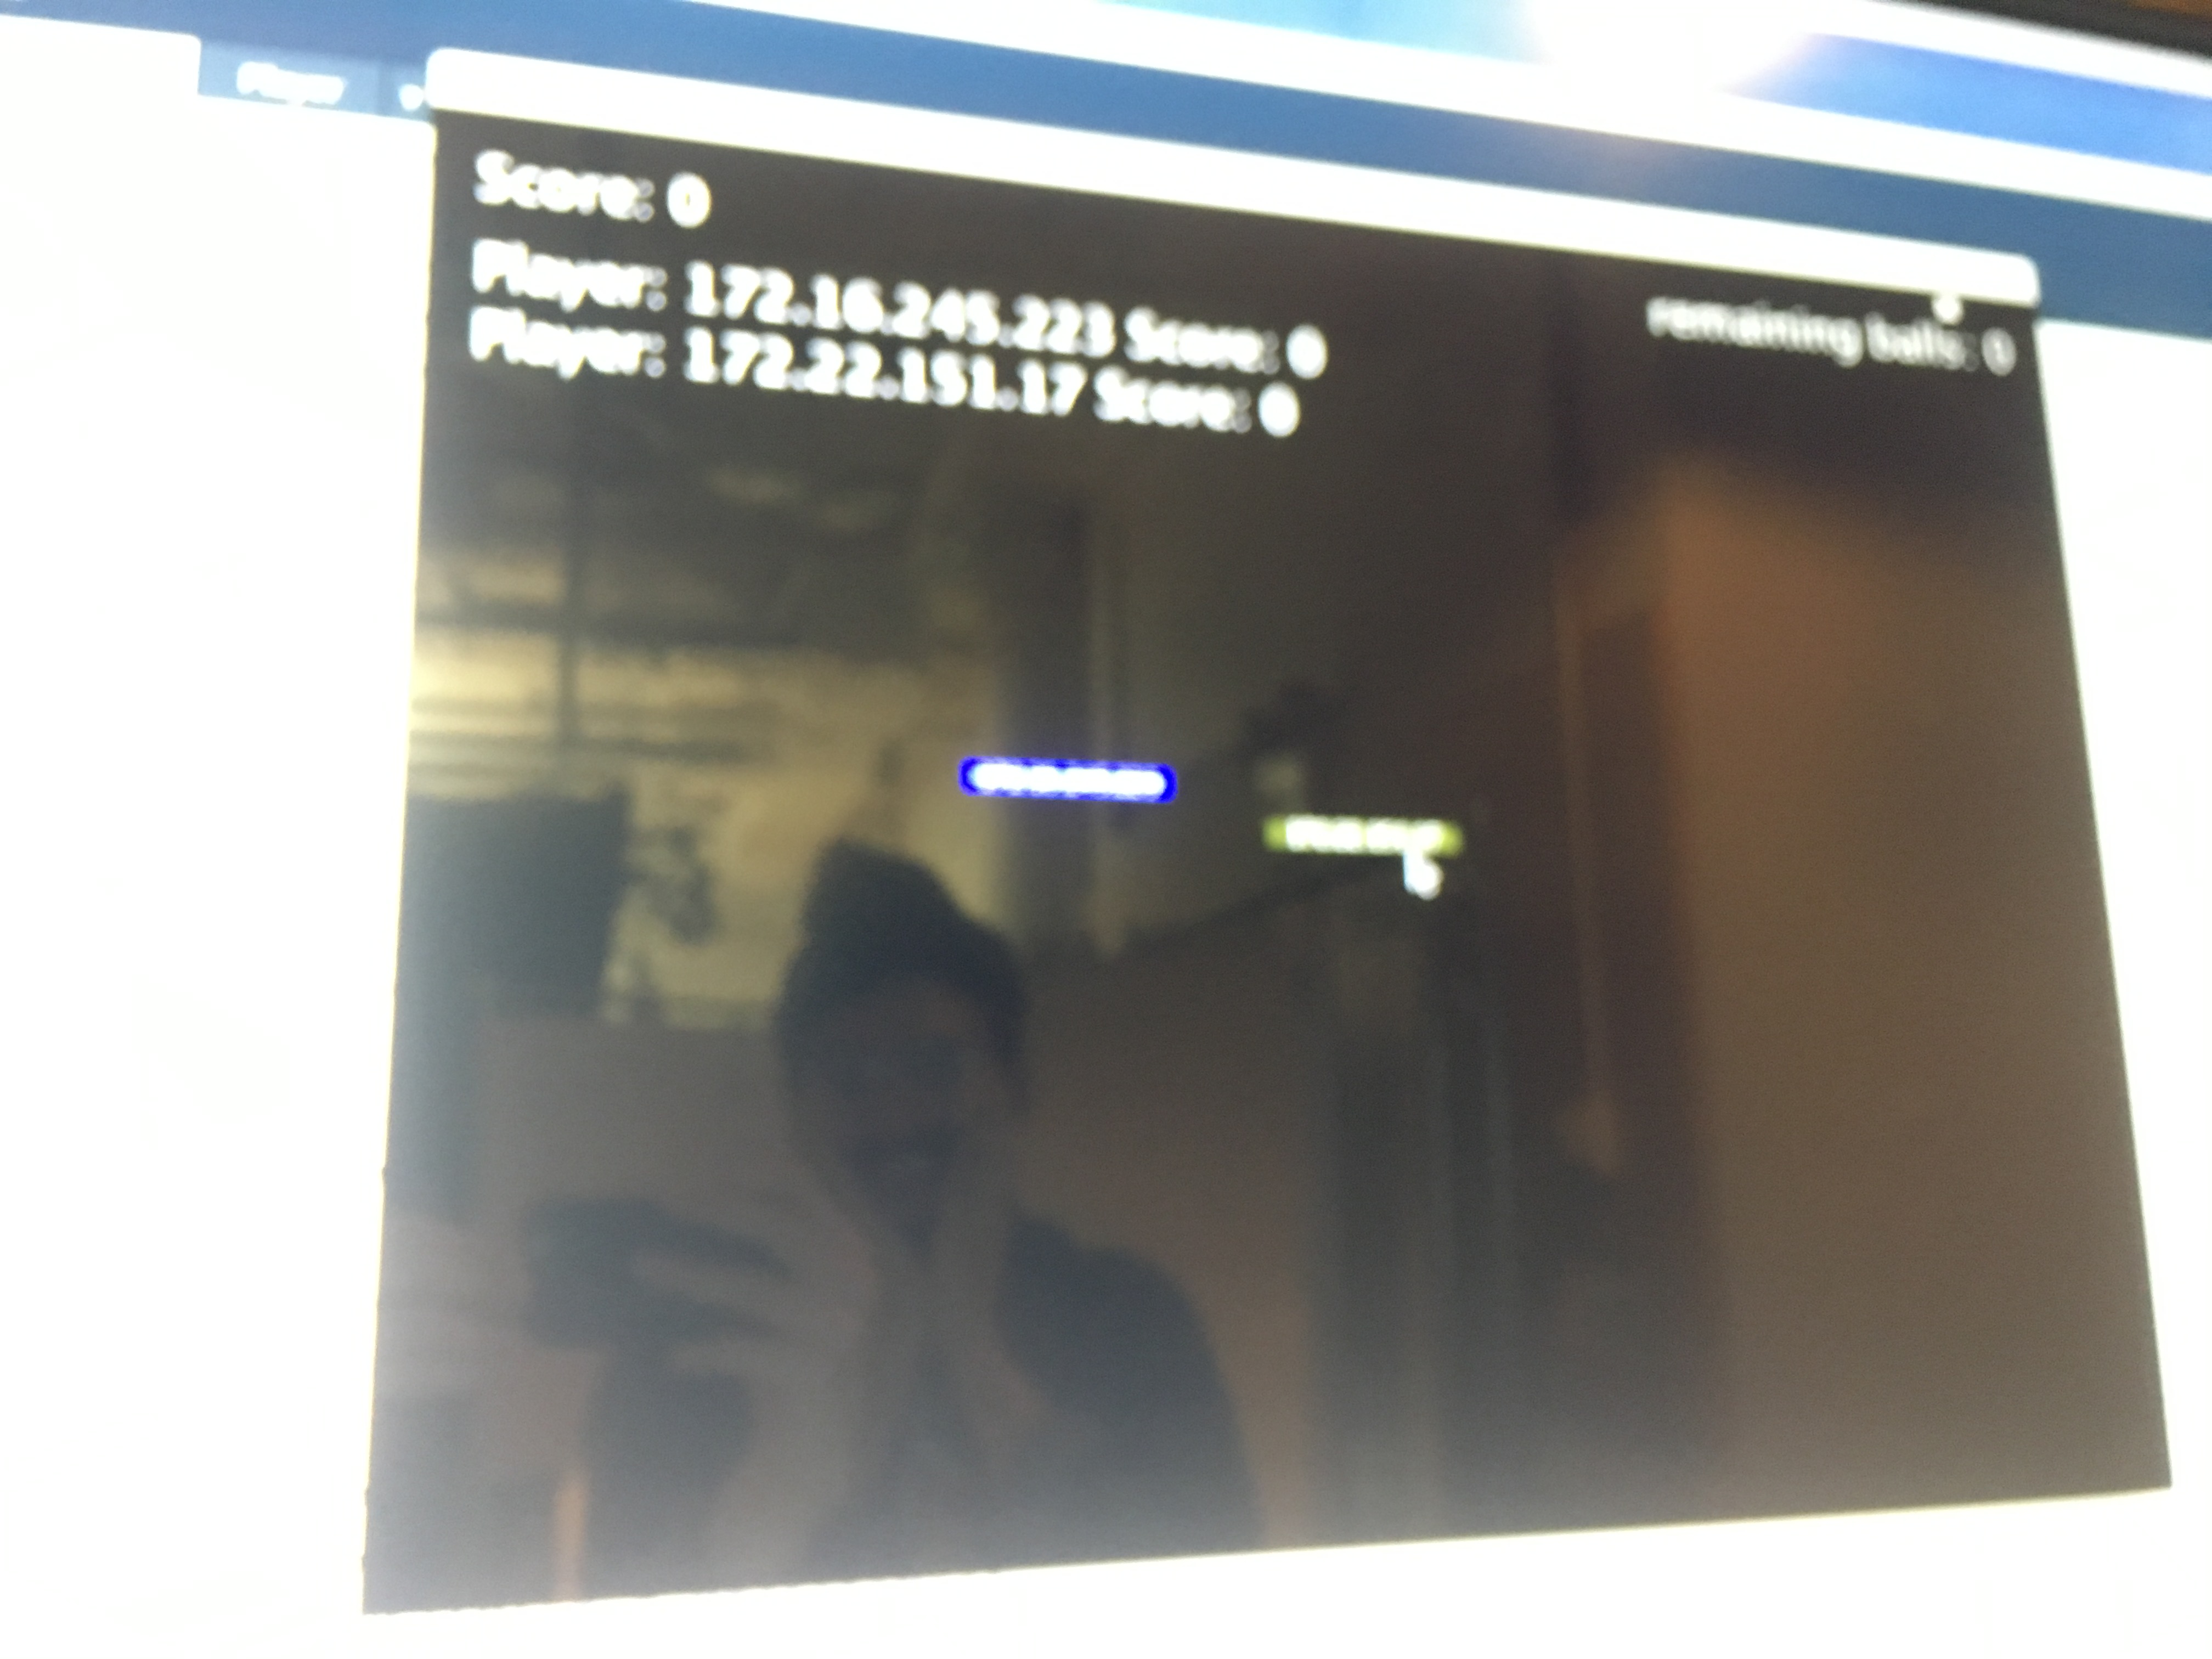 Player
Score: 0
Player: 172.16.245.223 Score: 0
Player: 172.22.151.17 Score: 0
remaining balls: 0